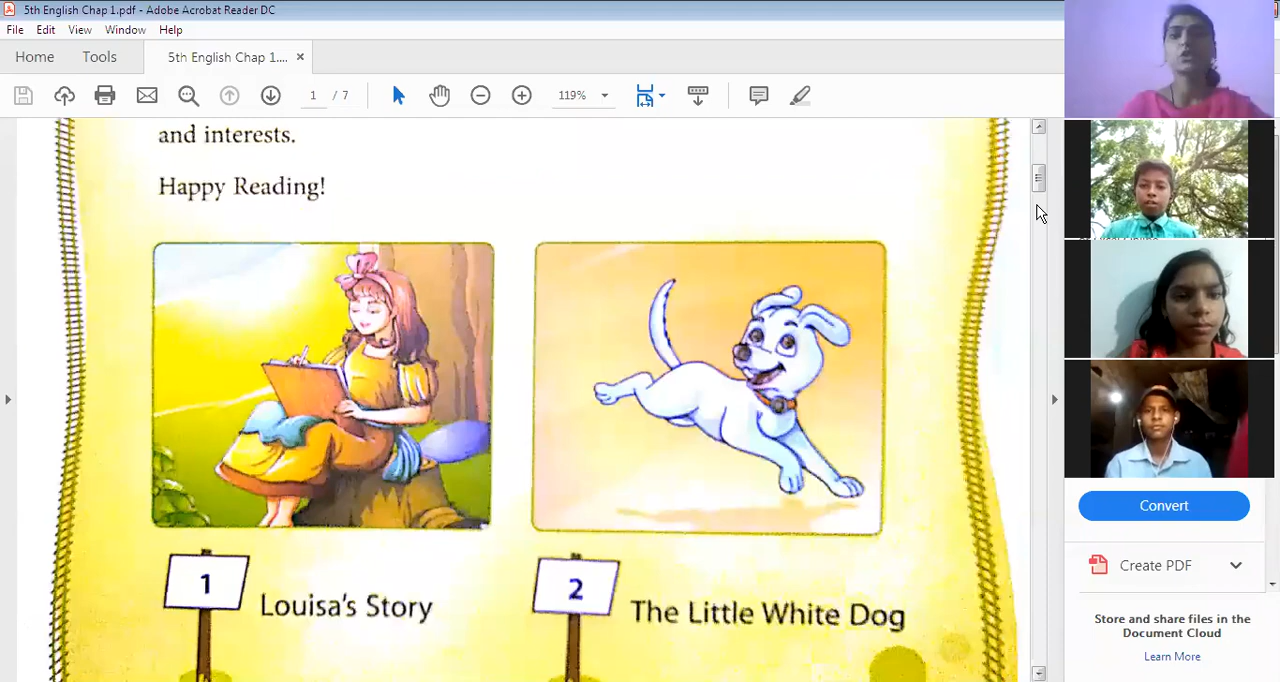 5th English Chap 1.pdf - Adobe Acrobat Reader DC
File Edit View Window Help
Home Tools 5th English Chap 1.... ×
1 / 7 119%
and interests.
Happy Reading!
1 Louisa's Story
2 The Little White Dog
Convert
Create PDF
Store and share files in the
Document Cloud
Learn More